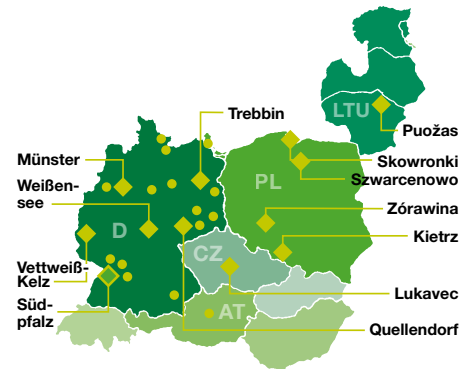 Trebbin
LTU
Puožas
Münster
Weißen-
see
PL
Skowronki
Szwarcenowo
Zórawina
D
Kietrz
CZ
Vettweiß-
Kelz
Süd-
pfalz
Lukavec
AT
Quellendorf